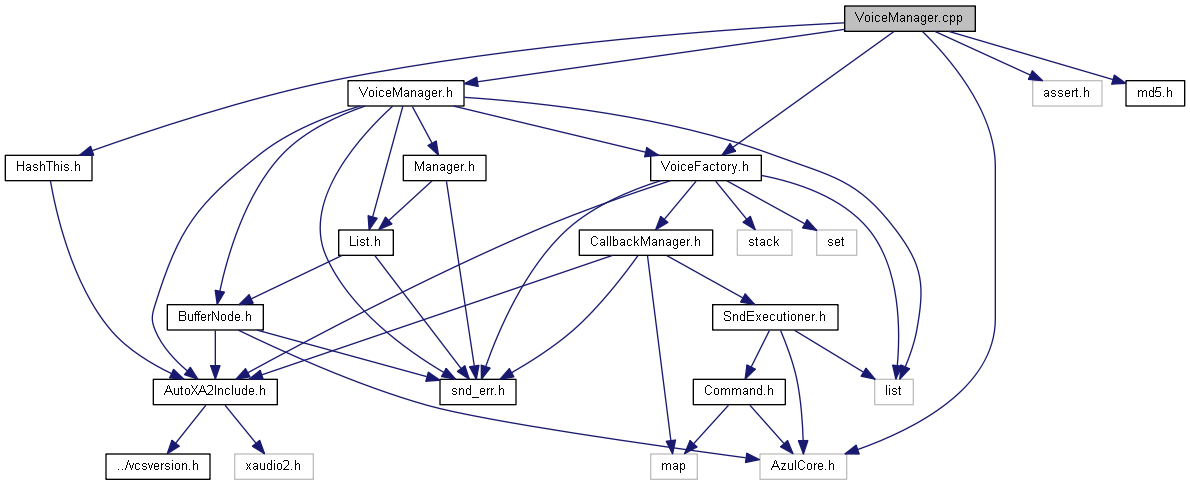 VoiceManager.cpp
VoiceManager.h
assert.h
md5.h
HashThis.h
Manager.h
VoiceFactory.h
List.h
CallbackManager.h
stack
set
BufferNode.h
SndExecutioner.h
AutoXA2Include.h
snd_err.h
Command.h
list
../vcsversion.h
xaudio2.h
map
AzulCore.h